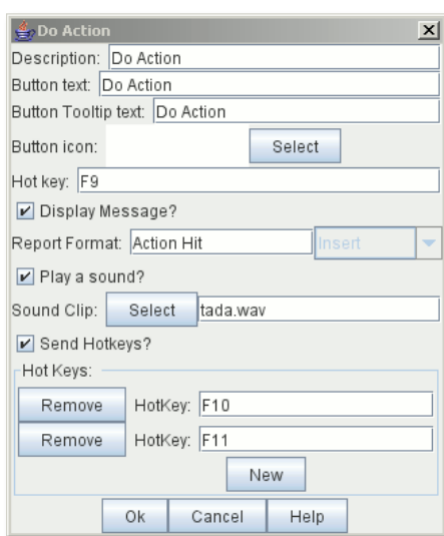 Do Action
Description: Do Action
Button text: Do Action
Button Tooltip text: Do Action
Button icon: Select
Hot key: F9
Display Message?
Report Format: Action Hit Insert
Play a sound?
Sound Clip: Select tada.wav
Send Hotkeys?
Hot Keys:
Remove HotKey: F10
Remove HotKey: F11
New
Ok Cancel Help